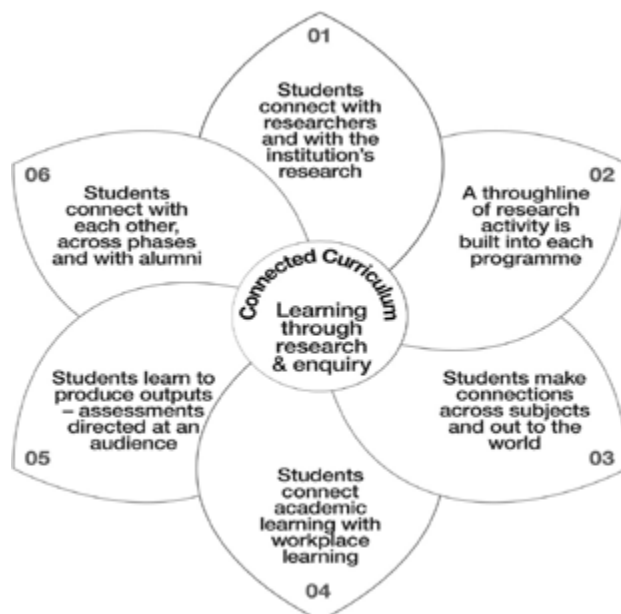 01
Students
connect with
researchers
and with the
institution's
research
02
A throughline
of research
activity is
built into each
programme
03
Students make
connections
across subjects
and out to the
world
04
Students
connect
academic
learning with
workplace
learning
05
Students learn to
produce outputs
– assessments
directed at an
audience
06
Students
connect with
each other,
across phases
and with alumni
Connected Curriculum
Learning
through
research
& enquiry